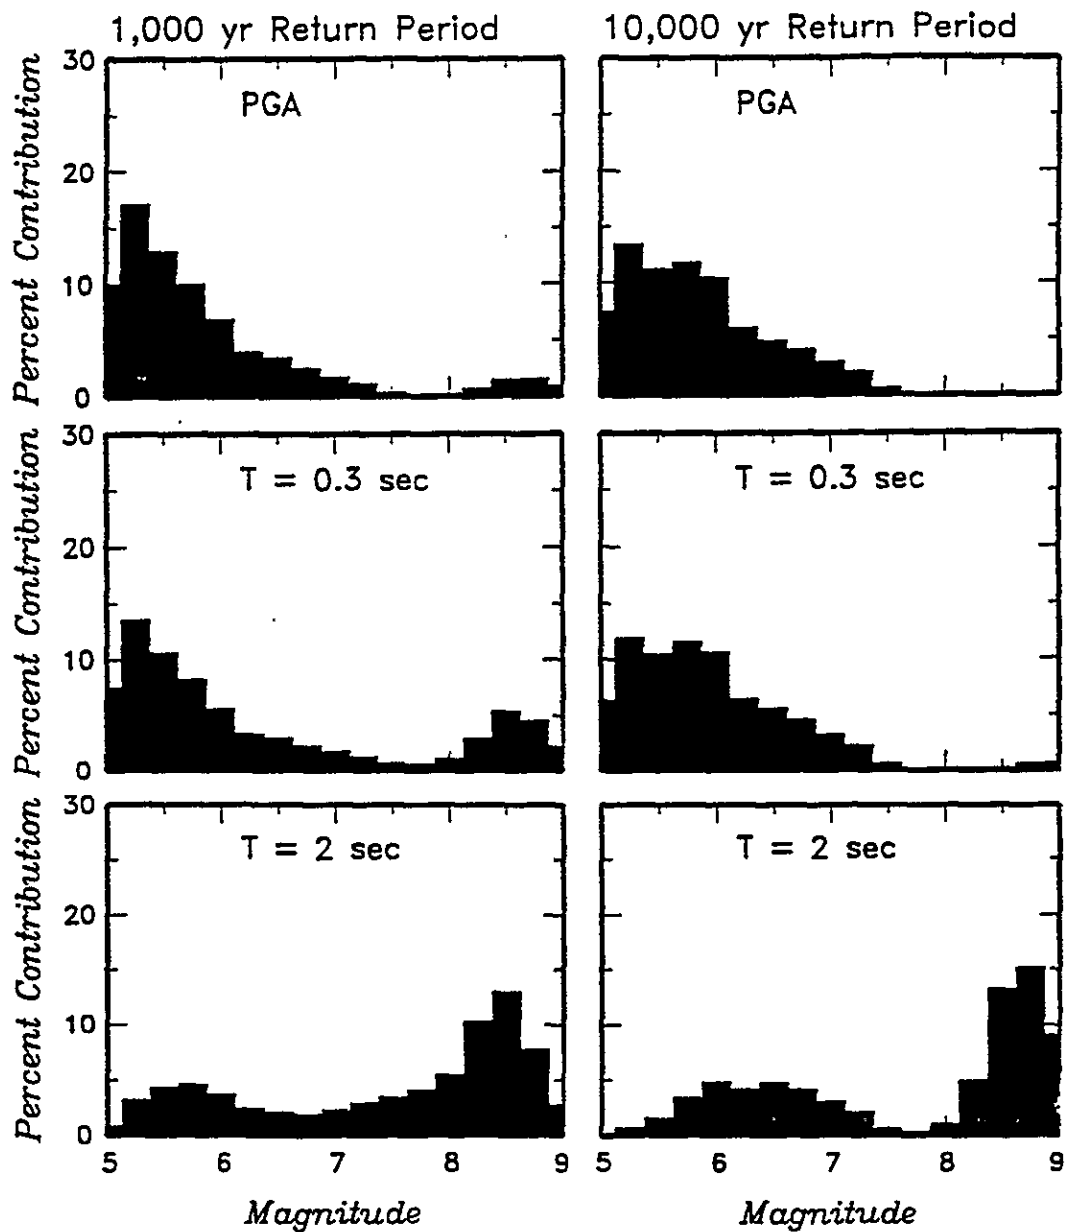 1,000 yr Return Period
10,000 yr Return Period
Percent Contribution
30
20
10
0
PGA
PGA
Percent Contribution
30
20
10
0
T = 0.3 sec
T = 0.3 sec
Percent Contribution
30
20
10
0
T = 2 sec
T = 2 sec
5 6 7 8 9
5 6 7 8 9
Magnitude
Magnitude